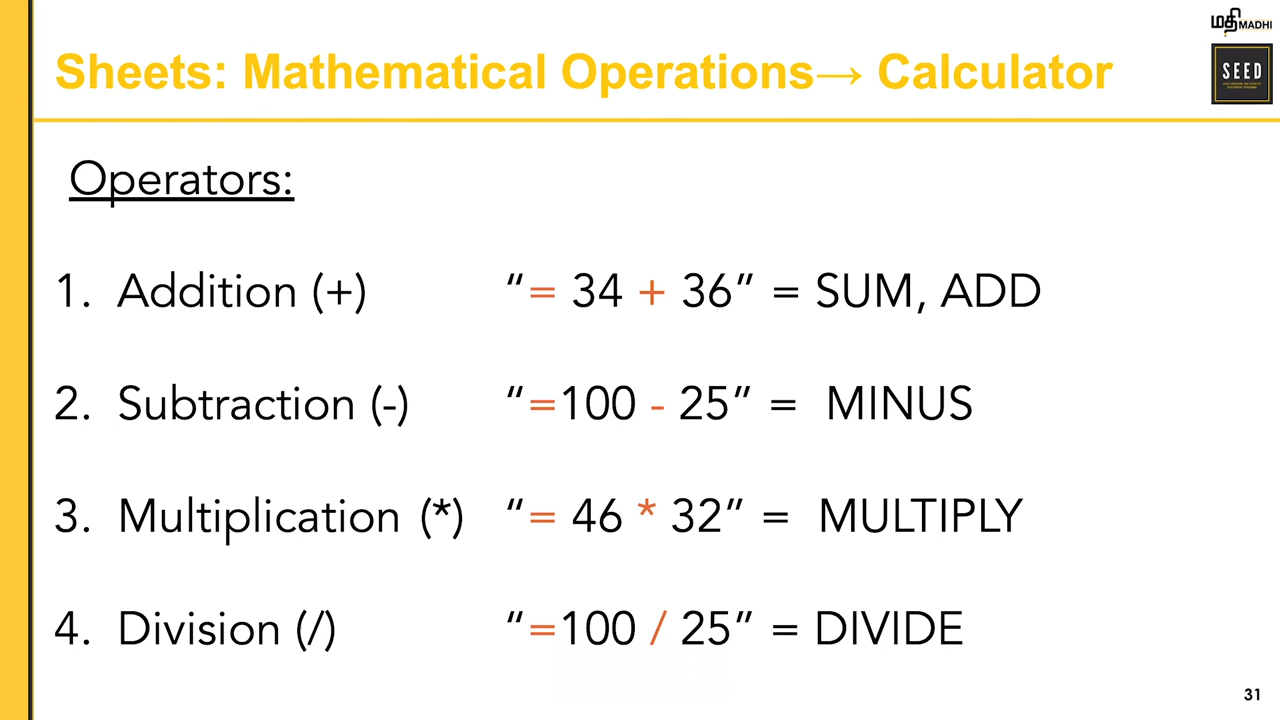 மதி MADHI
Sheets: Mathematical Operations→ Calculator
SEED
Operators:
1. Addition (+) “= 34 + 36” = SUM, ADD
2. Subtraction (-) “=100 - 25” = MINUS
3. Multiplication (*) “= 46 * 32” = MULTIPLY
4. Division (/) “=100 / 25” = DIVIDE
31